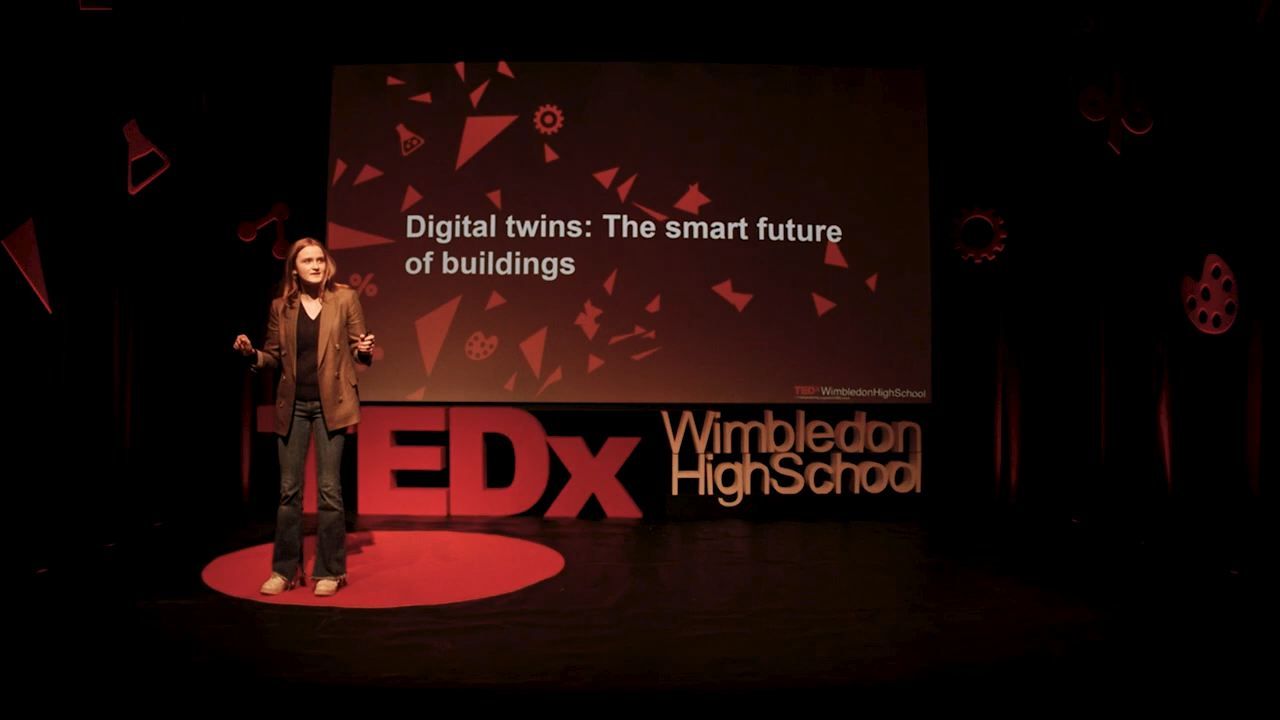 Digital twins: The smart future
of buildings
TEDx WimbledonHighSchool
TEDx
Wimbledon
HighSchool